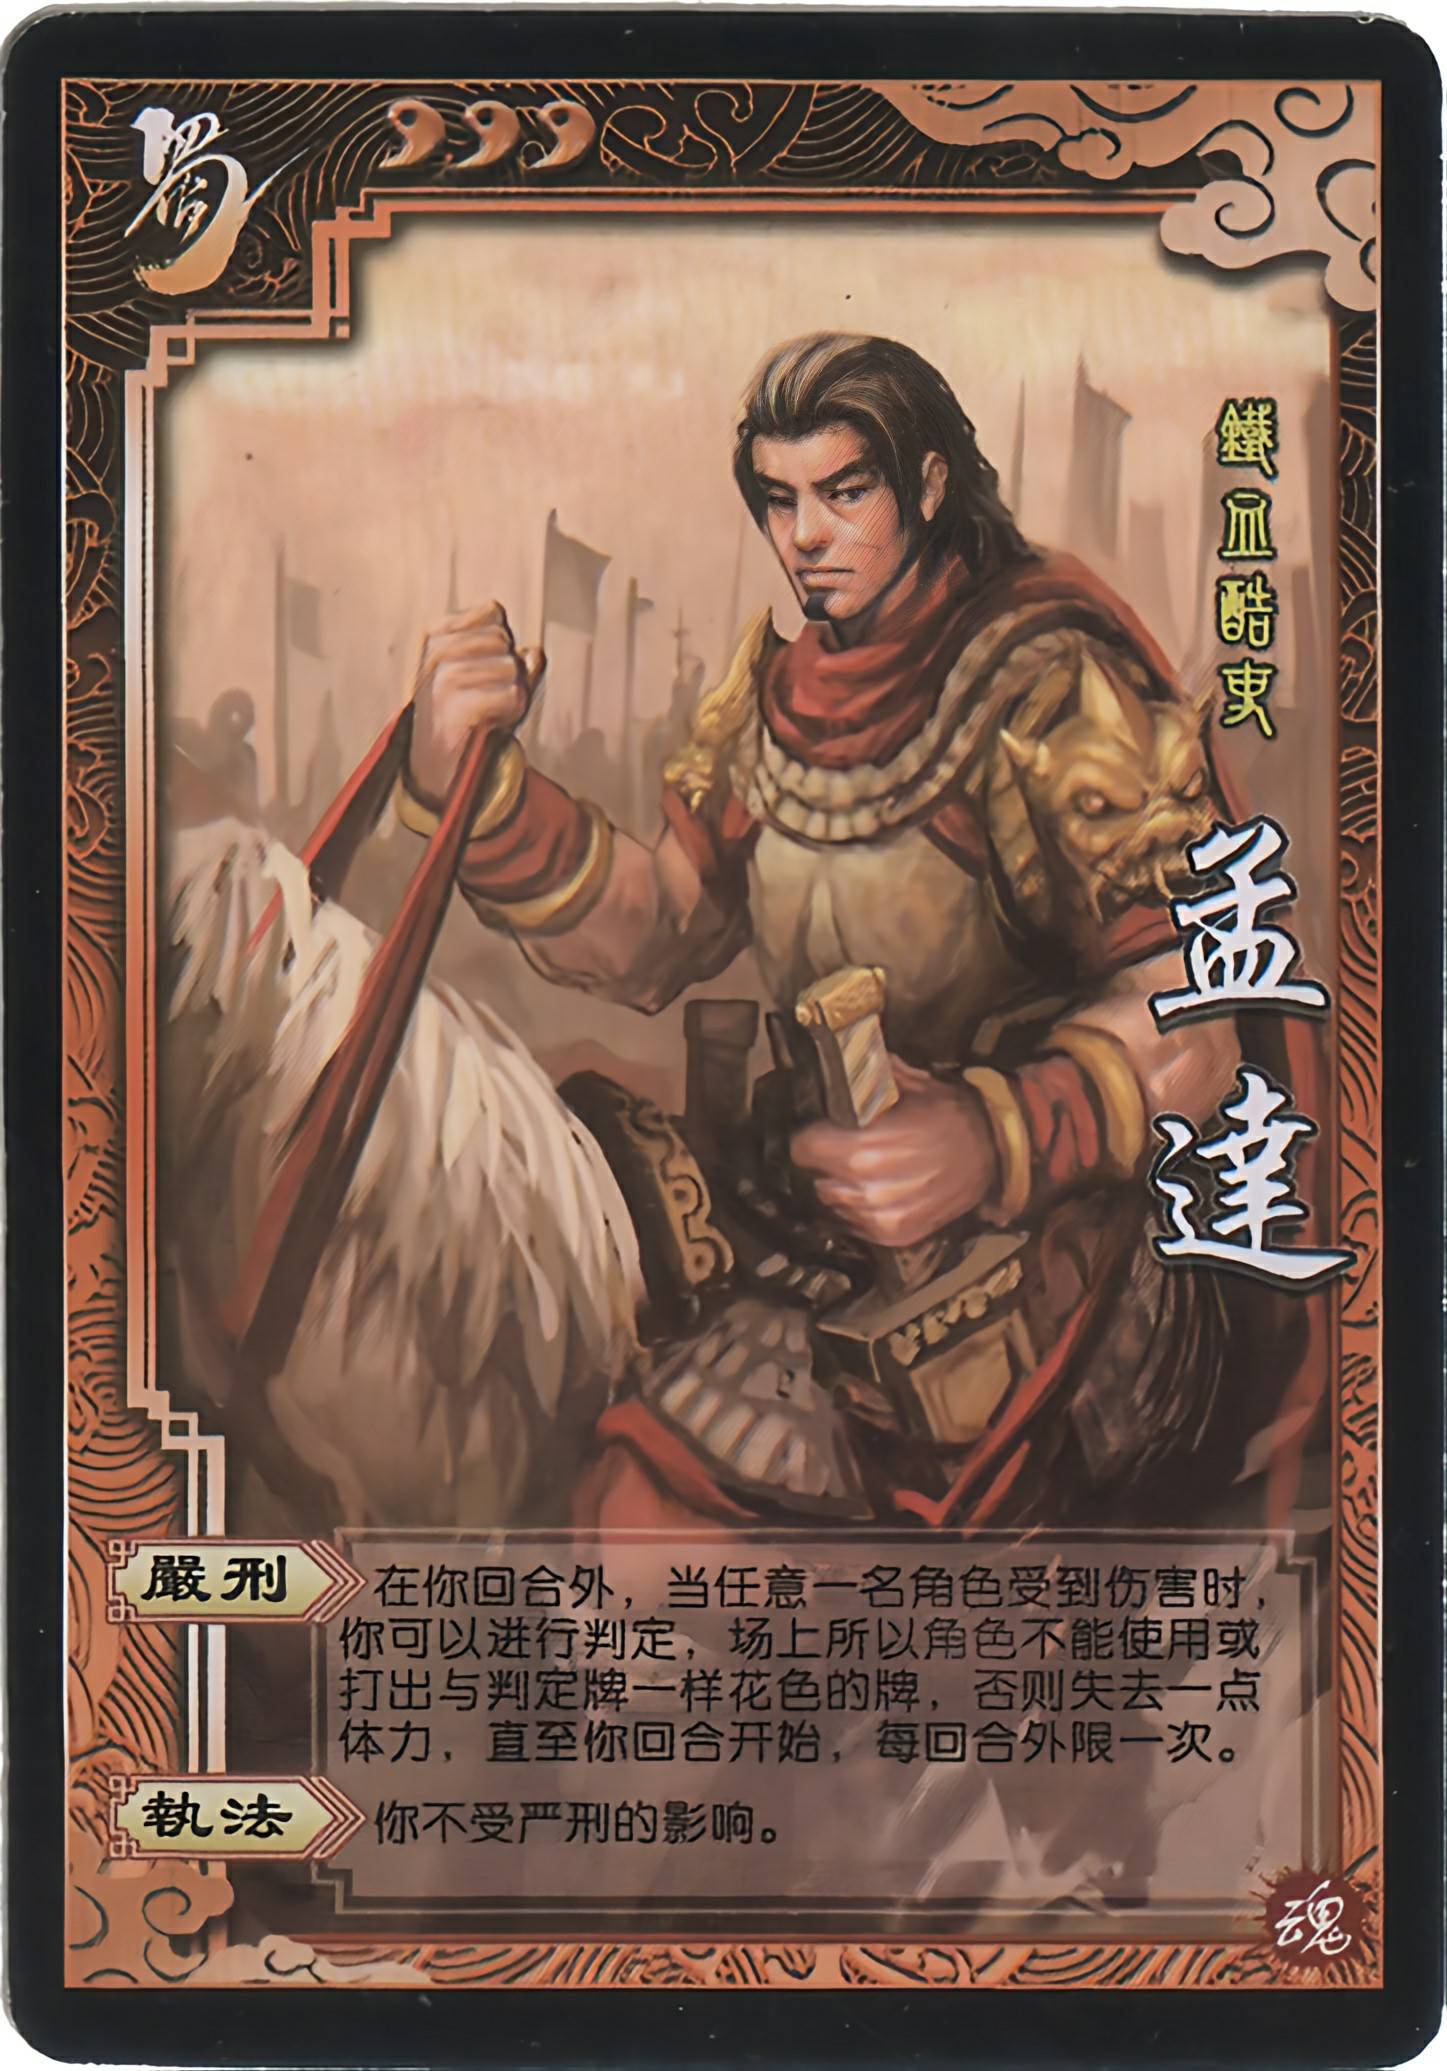 蜀
鐵血酷吏
孟達
嚴刑
在你回合外，当任意一名角色受到伤害时，
你可以进行判定，场上所以角色不能使用或
打出与判定牌一样花色的牌，否则失去一点
体力，直至你回合开始，每回合外限一次。
執法
你不受严刑的影响。
魂